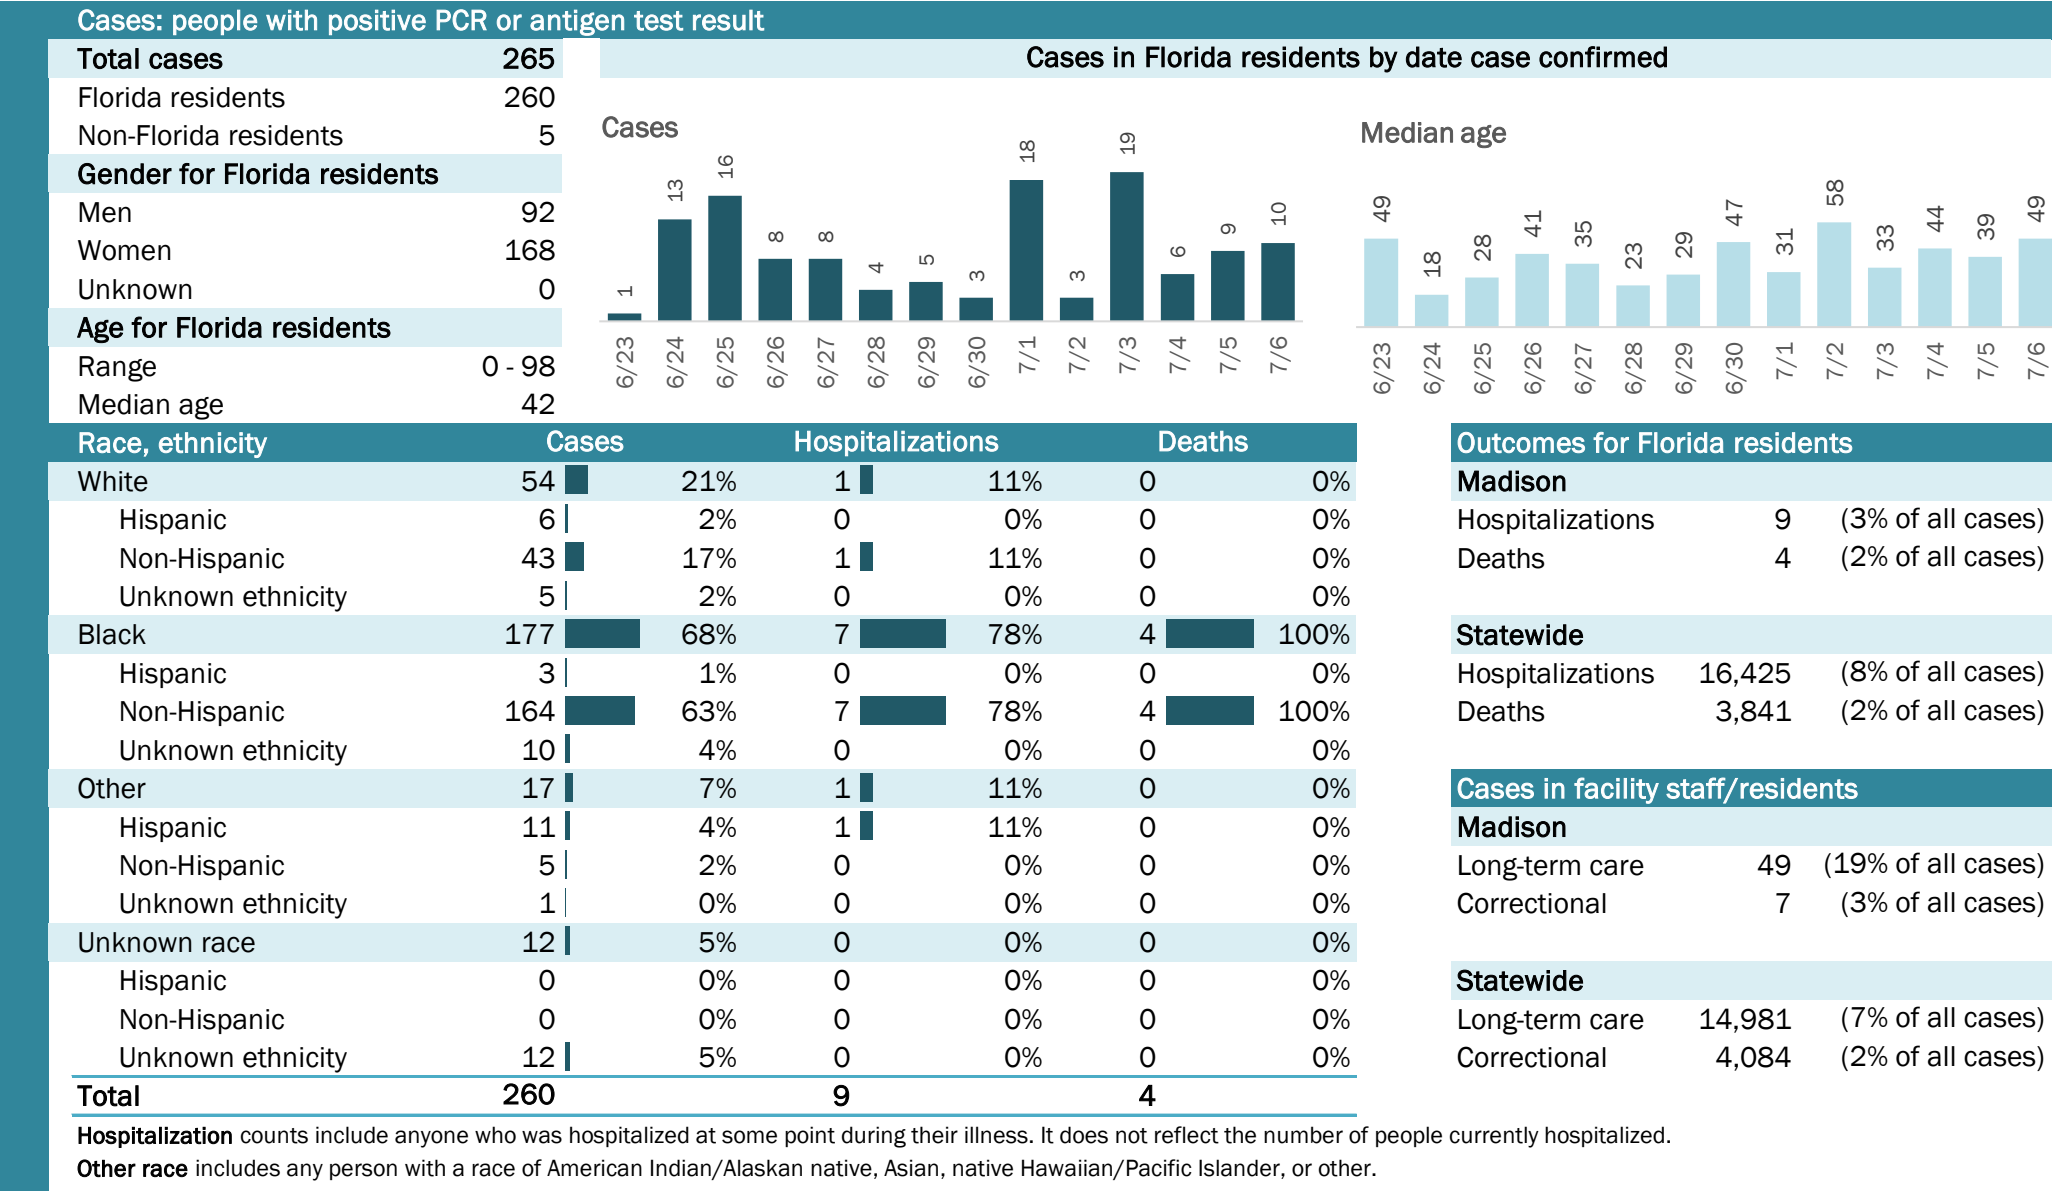 Cases: people with positive PCR or antigen test result
Total cases 265
Florida residents 260
Non-Florida residents 5
Gender for Florida residents
Men 92
Women 168
Unknown 0
Age for Florida residents
Range 0 - 98
Median age 42
Cases in Florida residents by date case confirmed
Cases
1 13 16 8 8 4 5 3 18 3 19 6 9 10
6/23 6/24 6/25 6/26 6/27 6/28 6/29 6/30 7/1 7/2 7/3 7/4 7/5 7/6
Median age
49 18 28 41 35 23 29 47 31 58 33 44 39 49
6/23 6/24 6/25 6/26 6/27 6/28 6/29 6/30 7/1 7/2 7/3 7/4 7/5 7/6
Race, ethnicity Cases Hospitalizations Deaths
White 54 21% 1 11% 0 0%
Hispanic 6 2% 0 0% 0 0%
Non-Hispanic 43 17% 1 11% 0 0%
Unknown ethnicity 5 2% 0 0% 0 0%
Black 177 68% 7 78% 4 100%
Hispanic 3 1% 0 0% 0 0%
Non-Hispanic 164 63% 7 78% 4 100%
Unknown ethnicity 10 4% 0 0% 0 0%
Other 17 7% 1 11% 0 0%
Hispanic 11 4% 1 11% 0 0%
Non-Hispanic 5 2% 0 0% 0 0%
Unknown ethnicity 1 0% 0 0% 0 0%
Unknown race 12 5% 0 0% 0 0%
Hispanic 0 0% 0 0% 0 0%
Non-Hispanic 0 0% 0 0% 0 0%
Unknown ethnicity 12 5% 0 0% 0 0%
Total 260 9 4
Outcomes for Florida residents
Madison
Hospitalizations 9 (3% of all cases)
Deaths 4 (2% of all cases)
Statewide
Hospitalizations 16,425 (8% of all cases)
Deaths 3,841 (2% of all cases)
Cases in facility staff/residents
Madison
Long-term care 49 (19% of all cases)
Correctional 7 (3% of all cases)
Statewide
Long-term care 14,981 (7% of all cases)
Correctional 4,084 (2% of all cases)
Hospitalization counts include anyone who was hospitalized at some point during their illness. It does not reflect the number of people currently hospitalized.
Other race includes any person with a race of American Indian/Alaskan native, Asian, native Hawaiian/Pacific Islander, or other.